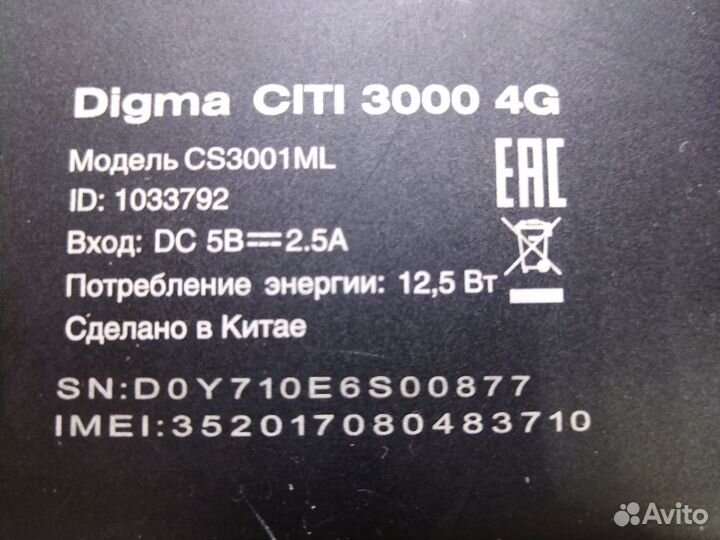 Digma CITI 3000 4G
Модель CS3001ML
ID: 1033792
Вход: DC 5В⎓2.5А
Потребление энергии: 12,5 Вт
Сделано в Китае
EAC
SN:D0Y710E6S00877
IMEI:352017080483710
Avito